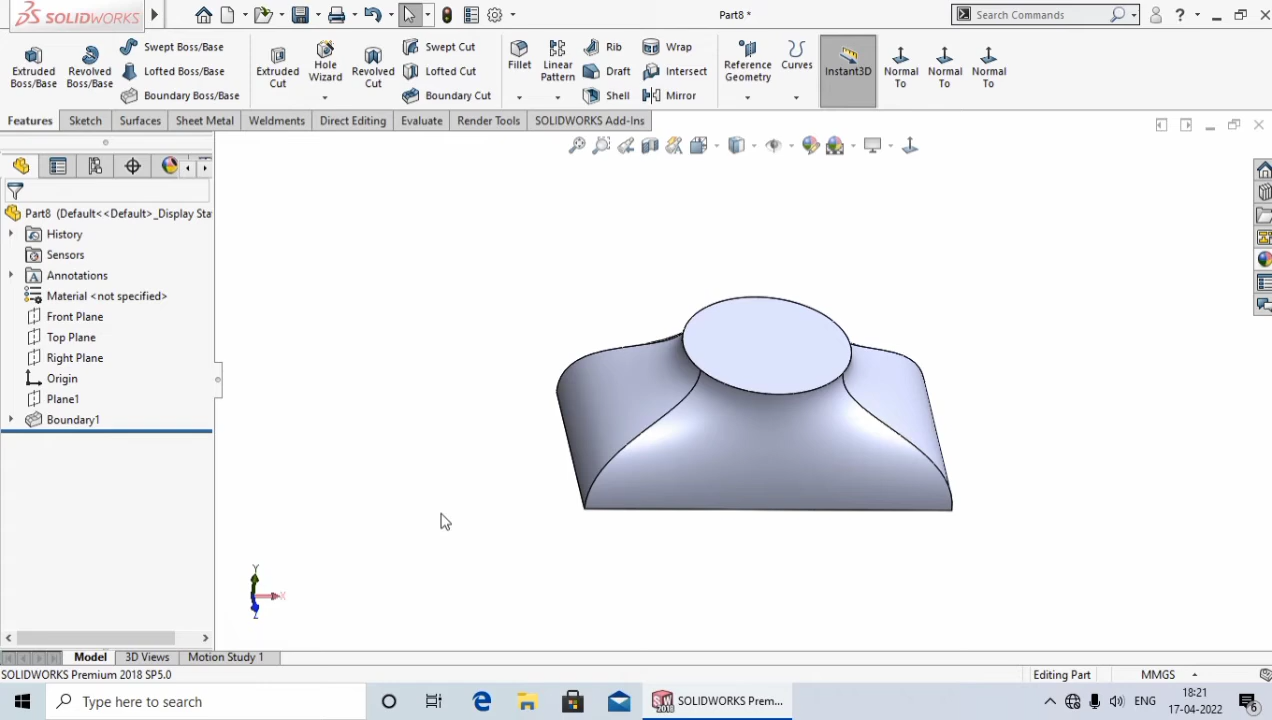 SOLIDWORKS
Part8 *
Search Commands
Extruded Boss/Base
Revolved Boss/Base
Swept Boss/Base
Lofted Boss/Base
Boundary Boss/Base
Extruded Cut
Hole Wizard
Revolved Cut
Swept Cut
Lofted Cut
Boundary Cut
Fillet
Linear Pattern
Rib
Draft
Shell
Wrap
Intersect
Mirror
Reference Geometry
Curves
Instant3D
Normal To
Normal To
Normal To
Features
Sketch
Surfaces
Sheet Metal
Weldments
Direct Editing
Evaluate
Render Tools
SOLIDWORKS Add-Ins
Part8 (Default<<Default>_Display Sta
History
Sensors
Annotations
Material <not specified>
Front Plane
Top Plane
Right Plane
Origin
Plane1
Boundary1
Y
X
Z
Model
3D Views
Motion Study 1
SOLIDWORKS Premium 2018 SP5.0
Editing Part
MMGS
Type here to search
SOLIDWORKS Prem...
ENG
18:21
17-04-2022
6